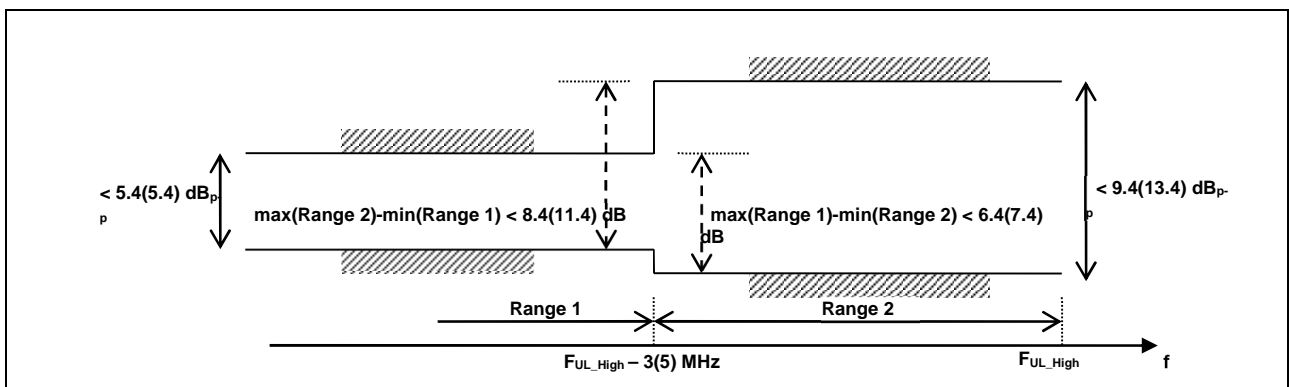 < 5.4(5.4) dBp-
p
max(Range 2)-min(Range 1) < 8.4(11.4) dB
max(Range 1)-min(Range 2) < 6.4(7.4)
dB
< 9.4(13.4) dBp-
p
Range 1
Range 2
FUL_High – 3(5) MHz
FUL_High
f